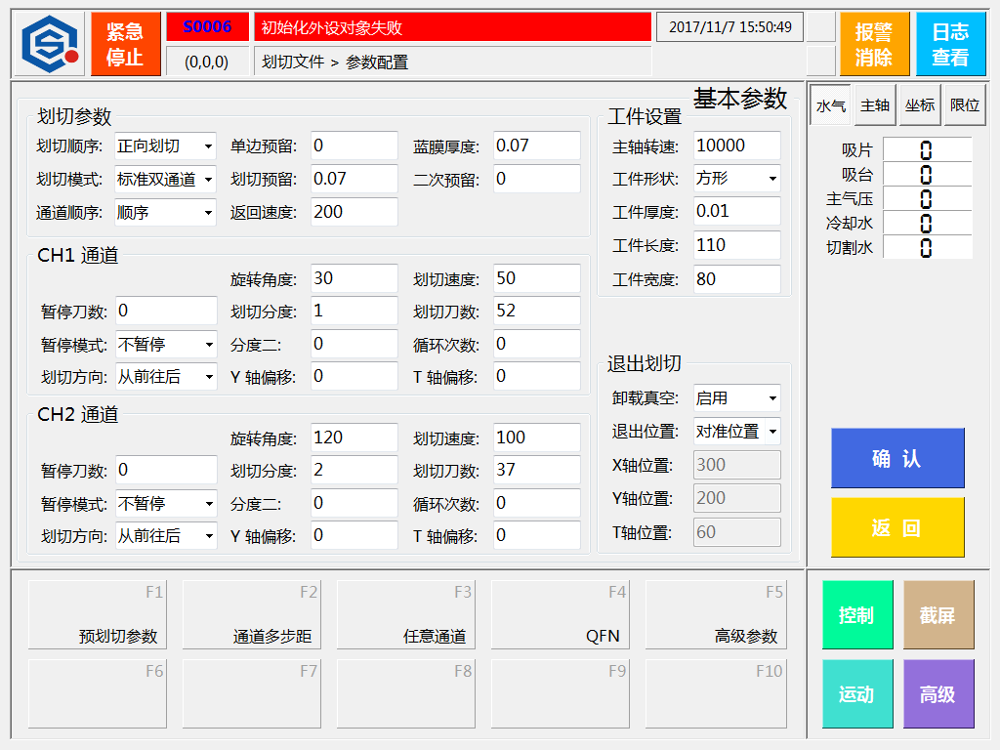 紧急
停止
S0006
初始化外设对象失败
2017/11/7 15:50:49
(0,0,0)
划切文件 > 参数配置
报警
消除
日志
查看
基本参数
划切参数
划切顺序: 正向划切 单边预留: 0 蓝膜厚度: 0.07
划切模式: 标准双通道 划切预留: 0.07 二次预留: 0
通道顺序: 顺序 返回速度: 200
CH1 通道
旋转角度: 30 划切速度: 50
暂停刀数: 0 划切分度: 1 划切刀数: 52
暂停模式: 不暂停 分度二: 0 循环次数: 0
划切方向: 从前往后 Y 轴偏移: 0 T 轴偏移: 0
CH2 通道
旋转角度: 120 划切速度: 100
暂停刀数: 0 划切分度: 2 划切刀数: 37
暂停模式: 不暂停 分度二: 0 循环次数: 0
划切方向: 从前往后 Y 轴偏移: 0 T 轴偏移: 0
工件设置
主轴转速: 10000
工件形状: 方形
工件厚度: 0.01
工件长度: 110
工件宽度: 80
退出划切
卸载真空: 启用
退出位置: 对准位置
X轴位置: 300
Y轴位置: 200
T轴位置: 60
水气 主轴 坐标 限位
吸片 0
吸台 0
主气压 0
冷却水 0
切割水 0
确 认
返 回
F1
预划切参数
F2
通道多步距
F3
任意通道
F4
QFN
F5
高级参数
F6
F7
F8
F9
F10
控制
截屏
运动
高级